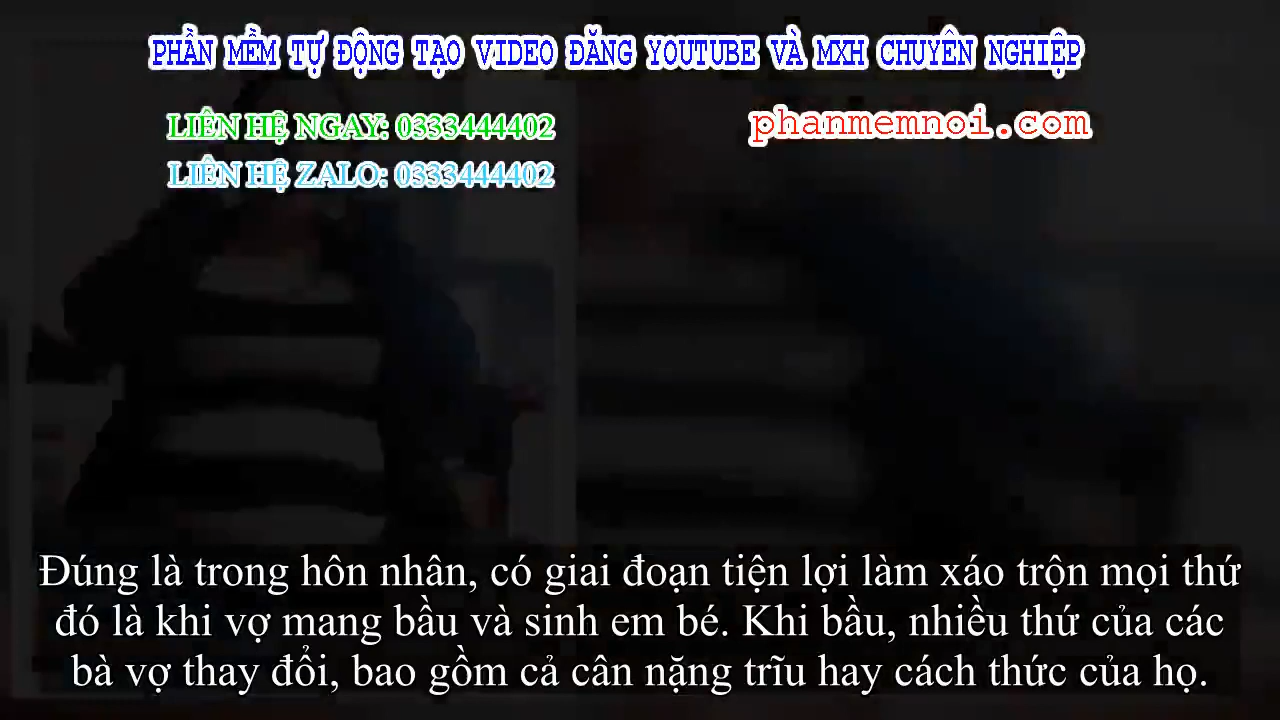 PHẦN MỀM TỰ ĐỘNG TẠO VIDEO ĐĂNG YOUTUBE VÀ MXH CHUYÊN NGHIỆP
LIÊN HỆ NGAY: 0333444402
phanmemnoi.com
LIÊN HỆ ZALO: 0333444402
Đúng là trong hôn nhân, có giai đoạn tiện lợi làm xáo trộn mọi thứ
đó là khi vợ mang bầu và sinh em bé. Khi bầu, nhiều thứ của các
bà vợ thay đổi, bao gồm cả cân nặng trĩu hay cách thức của họ.